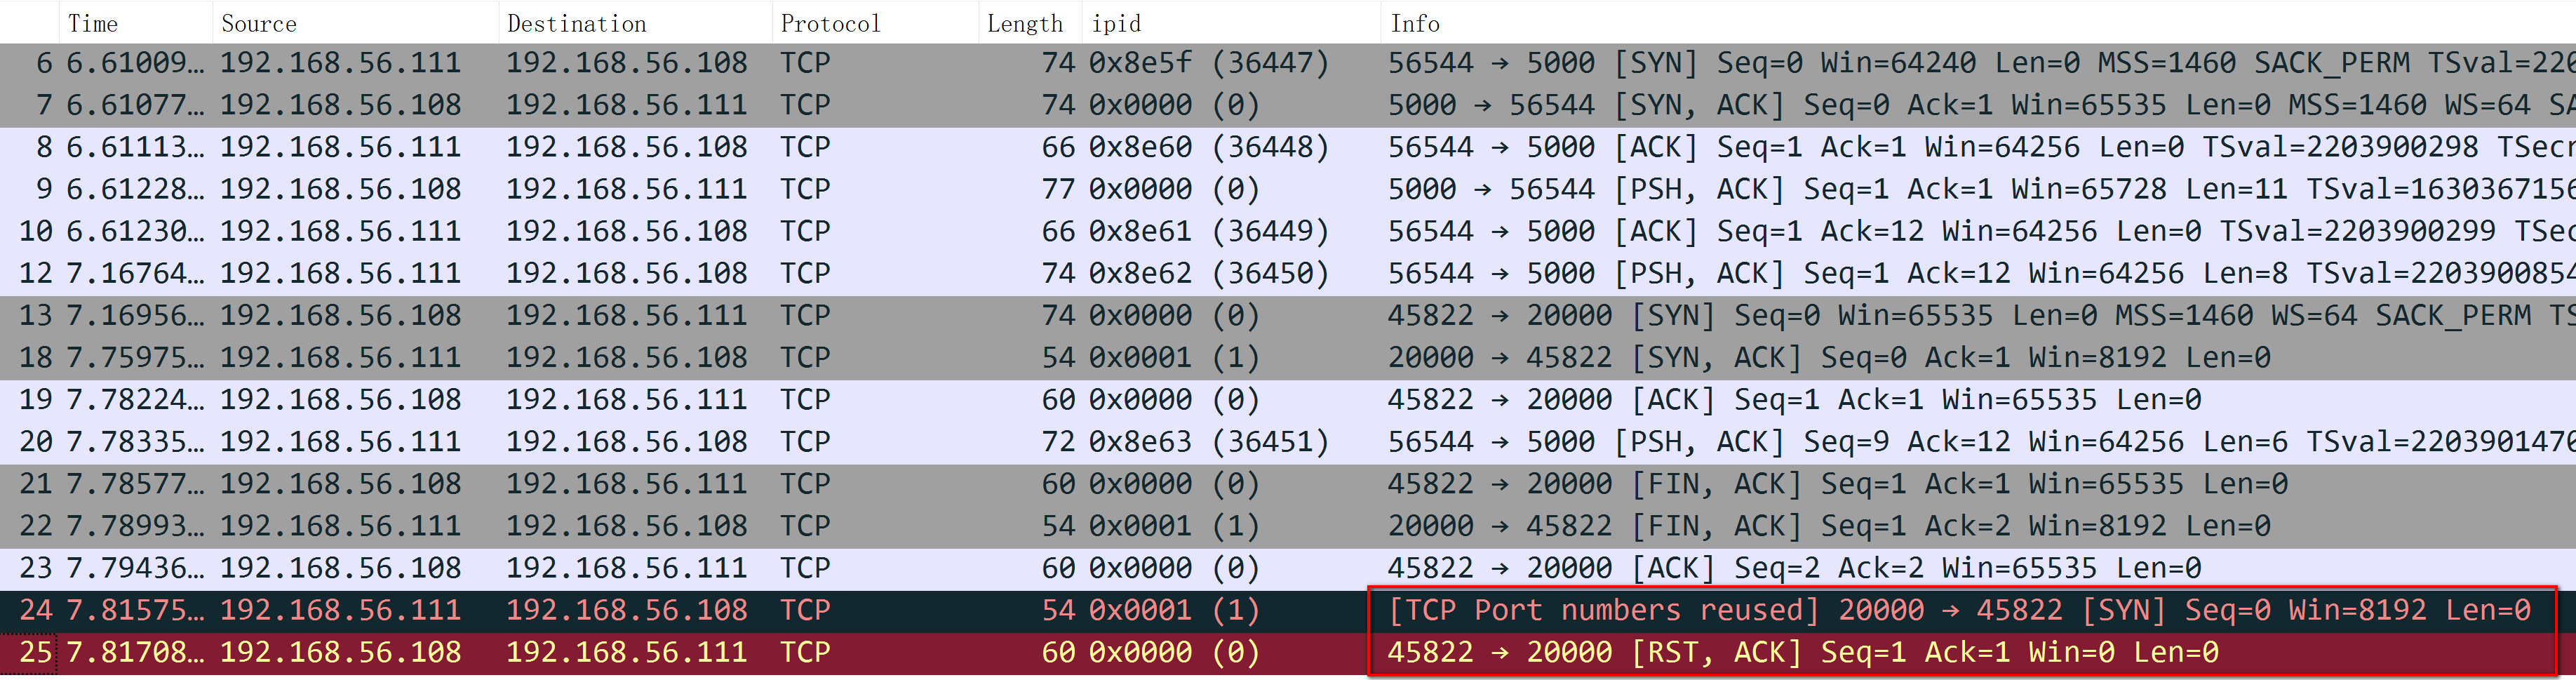 Time Source Destination Protocol Length ipid Info
6 6.61009… 192.168.56.111 192.168.56.108 TCP 74 0x8e5f (36447) 56544 → 5000 [SYN] Seq=0 Win=64240 Len=0 MSS=1460 SACK_PERM TSval=220
7 6.61077… 192.168.56.108 192.168.56.111 TCP 74 0x0000 (0) 5000 → 56544 [SYN, ACK] Seq=0 Ack=1 Win=65535 Len=0 MSS=1460 WS=64 SA
8 6.61113… 192.168.56.111 192.168.56.108 TCP 66 0x8e60 (36448) 56544 → 5000 [ACK] Seq=1 Ack=1 Win=64256 Len=0 TSval=2203900298 TSecr
9 6.61228… 192.168.56.108 192.168.56.111 TCP 77 0x0000 (0) 5000 → 56544 [PSH, ACK] Seq=1 Ack=1 Win=65728 Len=11 TSval=1630367156
10 6.61230… 192.168.56.111 192.168.56.108 TCP 66 0x8e61 (36449) 56544 → 5000 [ACK] Seq=1 Ack=12 Win=64256 Len=0 TSval=2203900299 TSec
12 7.16764… 192.168.56.111 192.168.56.108 TCP 74 0x8e62 (36450) 56544 → 5000 [PSH, ACK] Seq=1 Ack=12 Win=64256 Len=8 TSval=2203900854
13 7.16956… 192.168.56.108 192.168.56.111 TCP 74 0x0000 (0) 45822 → 20000 [SYN] Seq=0 Win=65535 Len=0 MSS=1460 WS=64 SACK_PERM TS
18 7.75975… 192.168.56.111 192.168.56.108 TCP 54 0x0001 (1) 20000 → 45822 [SYN, ACK] Seq=0 Ack=1 Win=8192 Len=0
19 7.78224… 192.168.56.108 192.168.56.111 TCP 60 0x0000 (0) 45822 → 20000 [ACK] Seq=1 Ack=1 Win=65535 Len=0
20 7.78335… 192.168.56.111 192.168.56.108 TCP 72 0x8e63 (36451) 56544 → 5000 [PSH, ACK] Seq=9 Ack=12 Win=64256 Len=6 TSval=2203901470
21 7.78577… 192.168.56.108 192.168.56.111 TCP 60 0x0000 (0) 45822 → 20000 [FIN, ACK] Seq=1 Ack=1 Win=65535 Len=0
22 7.78993… 192.168.56.111 192.168.56.108 TCP 54 0x0001 (1) 20000 → 45822 [FIN, ACK] Seq=1 Ack=2 Win=8192 Len=0
23 7.79436… 192.168.56.108 192.168.56.111 TCP 60 0x0000 (0) 45822 → 20000 [ACK] Seq=2 Ack=2 Win=65535 Len=0
24 7.81575… 192.168.56.111 192.168.56.108 TCP 54 0x0001 (1) [TCP Port numbers reused] 20000 → 45822 [SYN] Seq=0 Win=8192 Len=0
25 7.81708… 192.168.56.108 192.168.56.111 TCP 60 0x0000 (0) 45822 → 20000 [RST, ACK] Seq=1 Ack=1 Win=0 Len=0